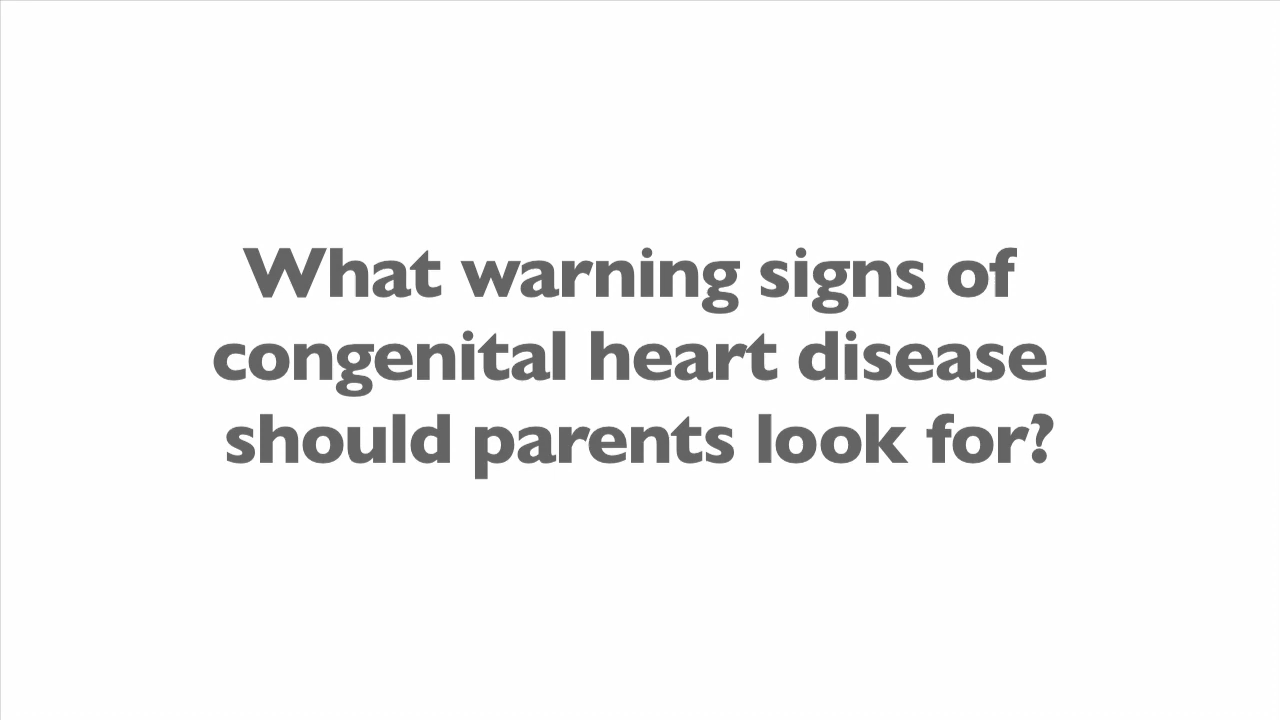 What warning signs of
congenital heart disease
should parents look for?